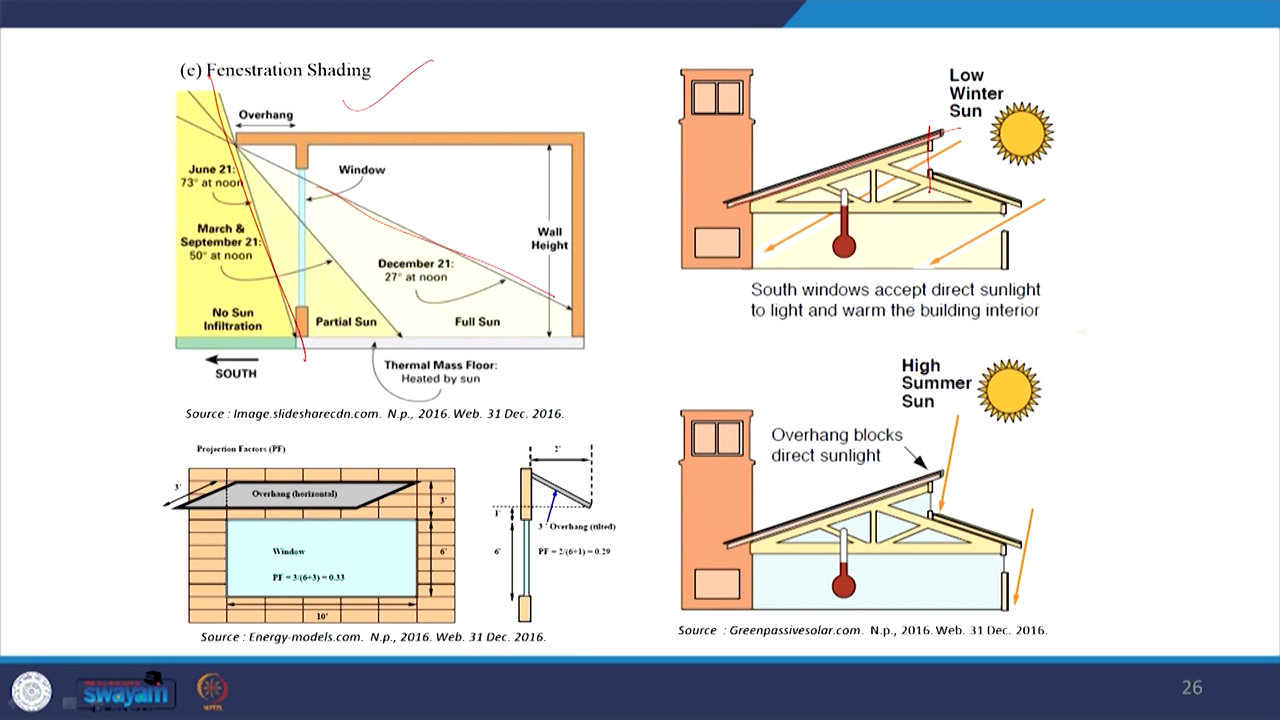 (e) Fenestration Shading
Overhang
June 21:
73° at noon
Window
March &
September 21:
50° at noon
Wall
Height
December 21:
27° at noon
No Sun
Infiltration
Partial Sun
Full Sun
SOUTH
Thermal Mass Floor:
Heated by sun
Source : Image.slidesharecdn.com. N.p., 2016. Web. 31 Dec. 2016.
Projection Factors (PF)
3'
Overhang (horizontal)
3'
Window
PF = 3/(6+3) = 0.33
6'
10'
2'
1'
3' Overhang (tilted)
6'
PF = 2/(6+1) = 0.29
Source : Energy-models.com. N.p., 2016. Web. 31 Dec. 2016.
Low
Winter
Sun
South windows accept direct sunlight
to light and warm the building interior
High
Summer
Sun
Overhang blocks
direct sunlight
Source : Greenpassivesolar.com. N.p., 2016. Web. 31 Dec. 2016.
swayam
26